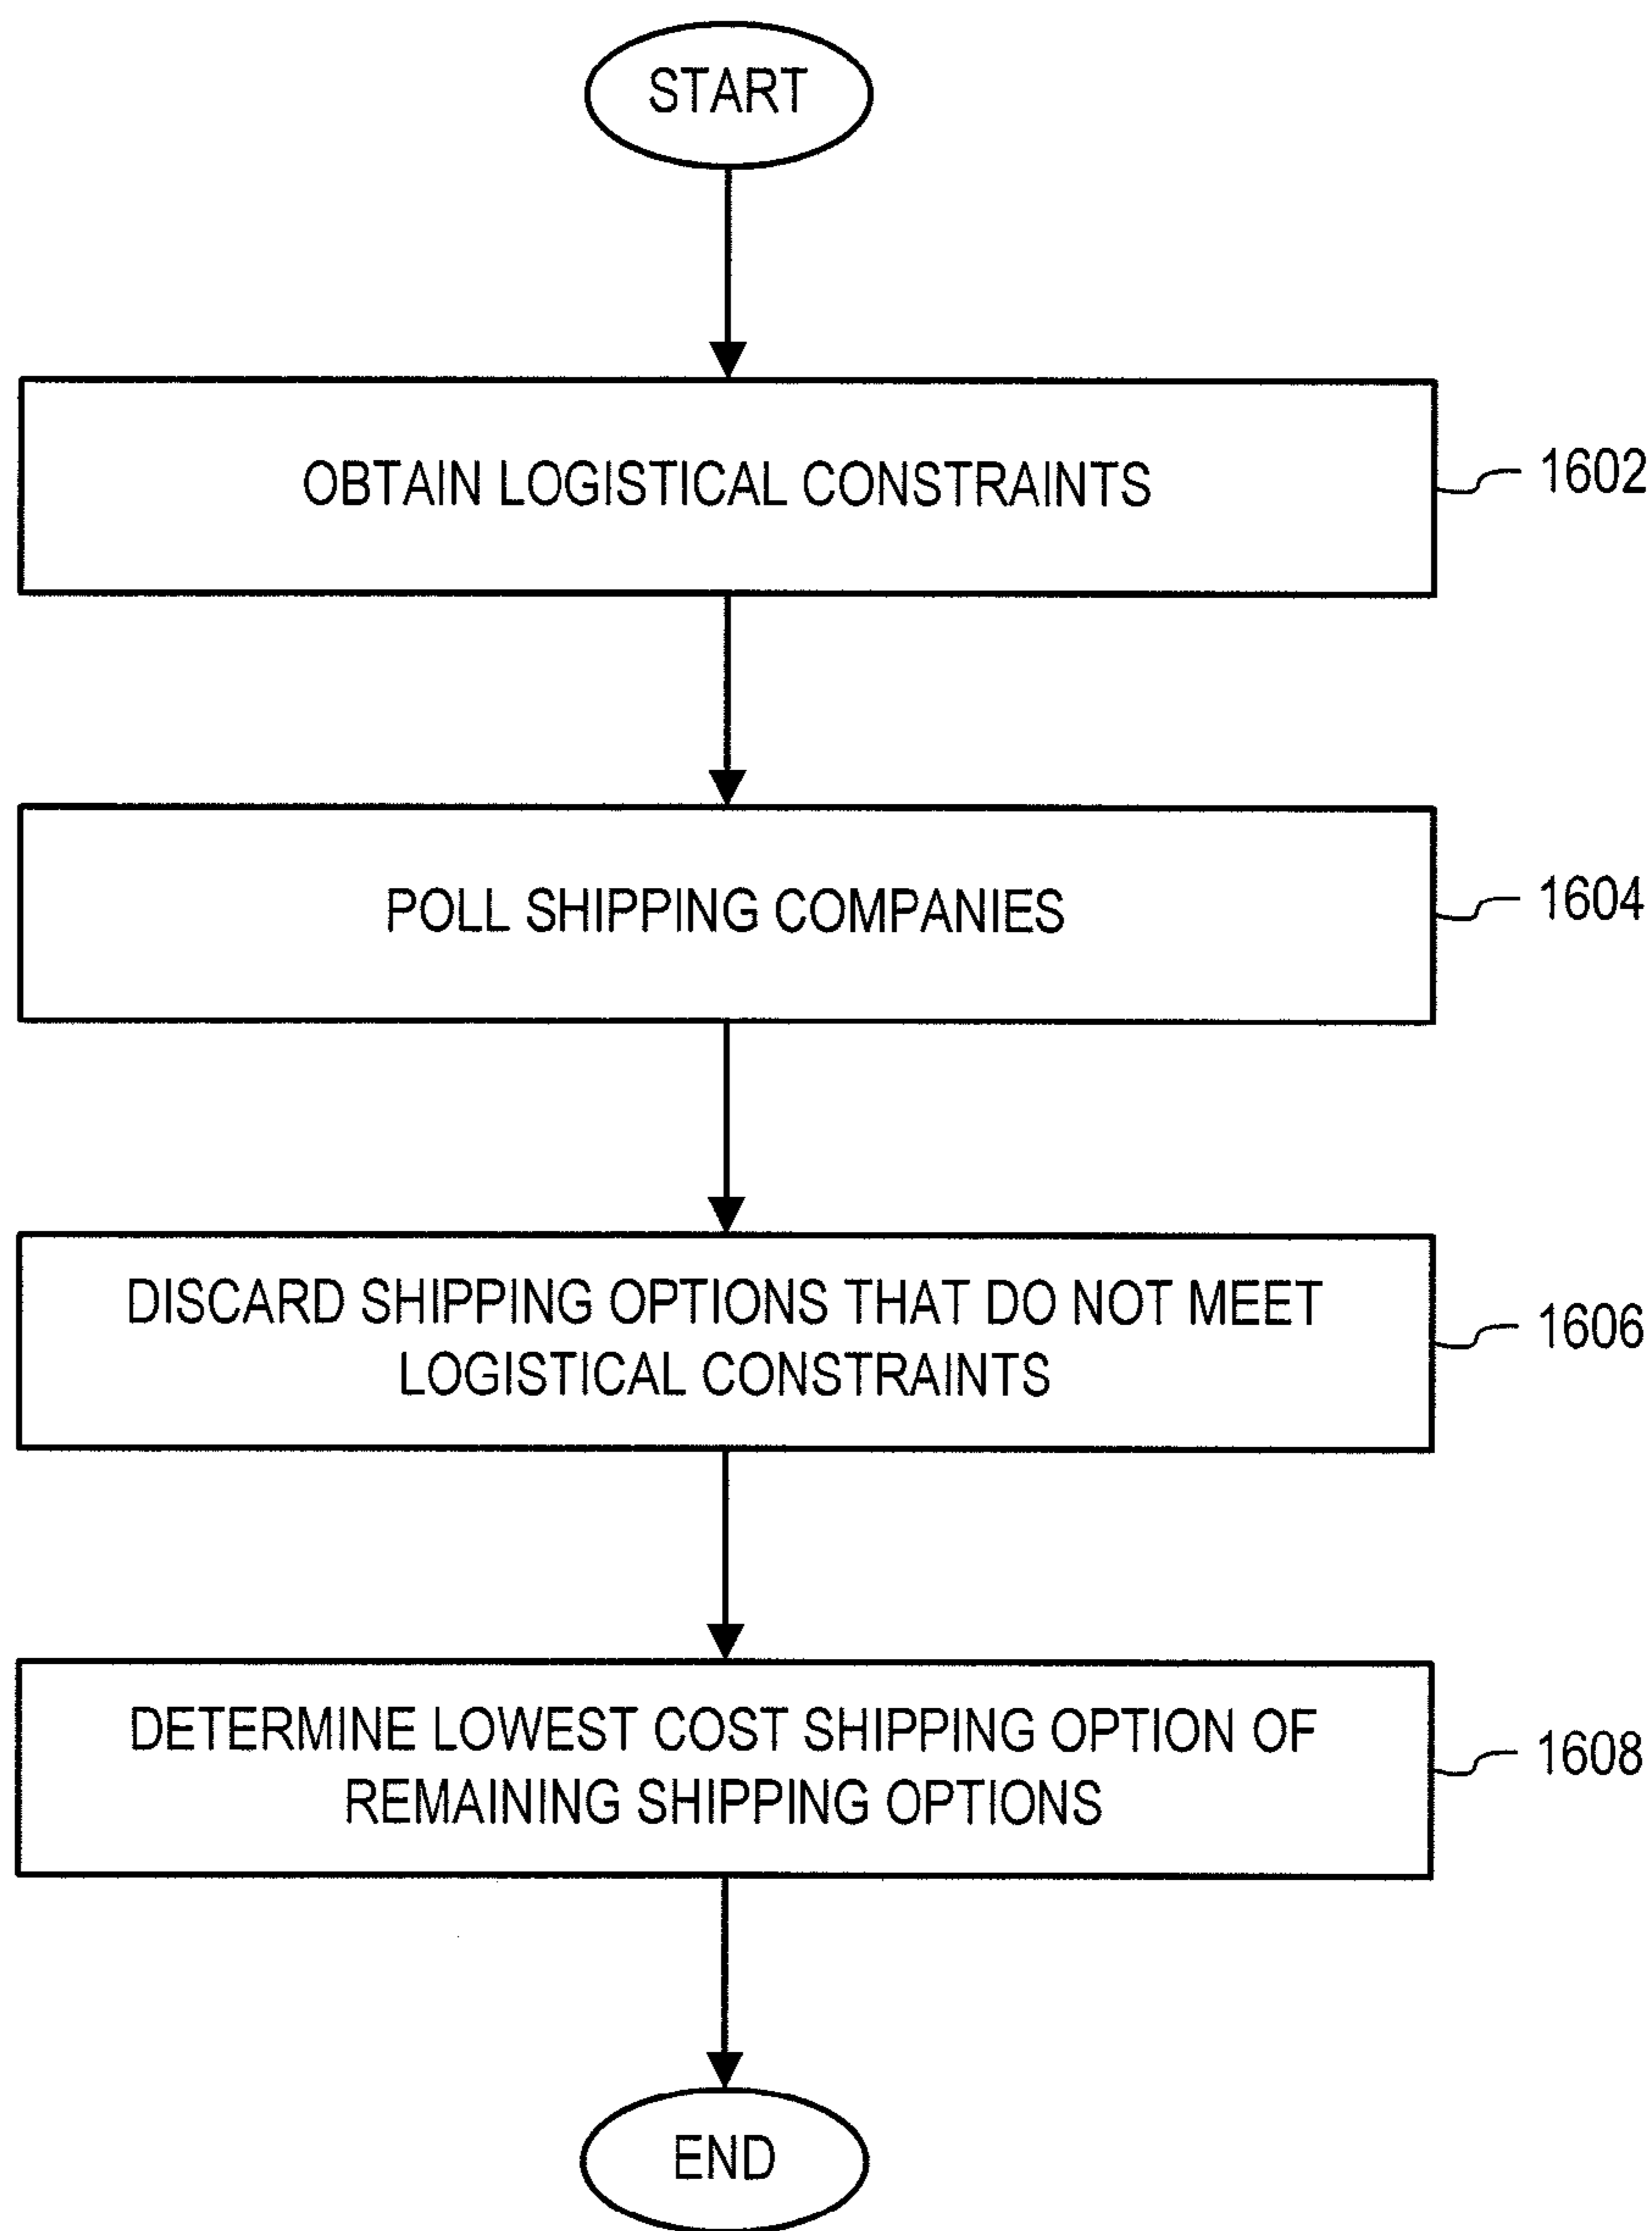 START
OBTAIN LOGISTICAL CONSTRAINTS
1602
POLL SHIPPING COMPANIES
1604
DISCARD SHIPPING OPTIONS THAT DO NOT MEET
LOGISTICAL CONSTRAINTS
1606
DETERMINE LOWEST COST SHIPPING OPTION OF
REMAINING SHIPPING OPTIONS
1608
END